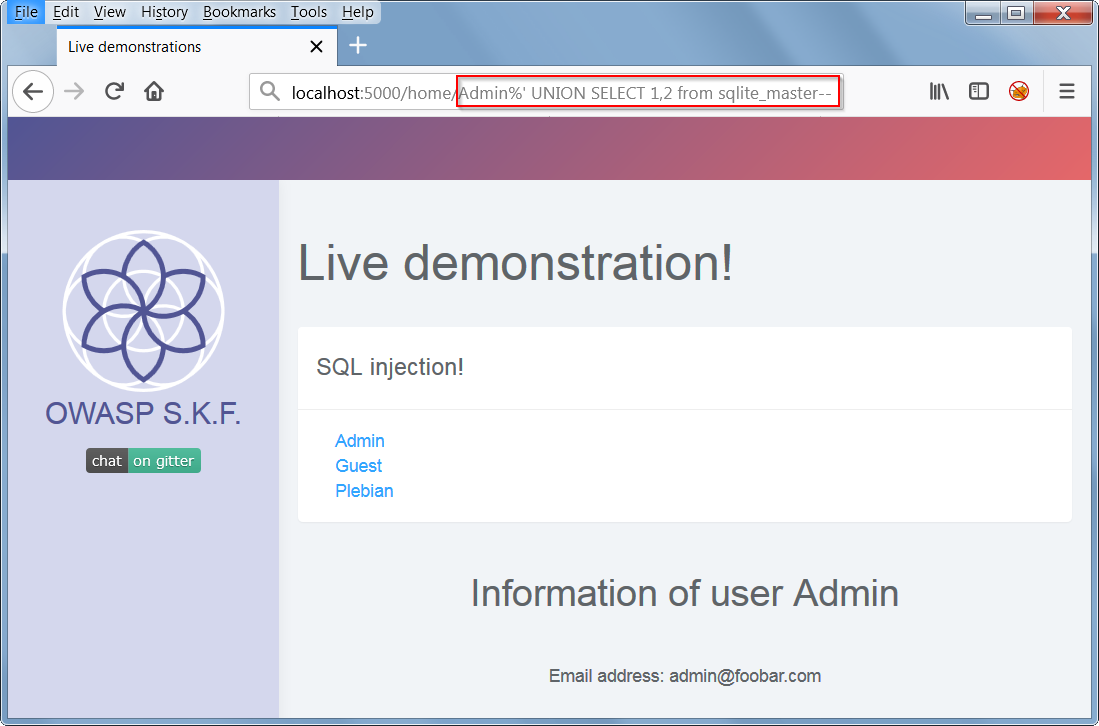 File Edit View History Bookmarks Tools Help
Live demonstrations
localhost:5000/home/Admin%' UNION SELECT 1,2 from sqlite_master--
Live demonstration!
SQL injection!
OWASP S.K.F.
Admin
chat on gitter
Guest
Plebian
Information of user Admin
Email address: admin@foobar.com